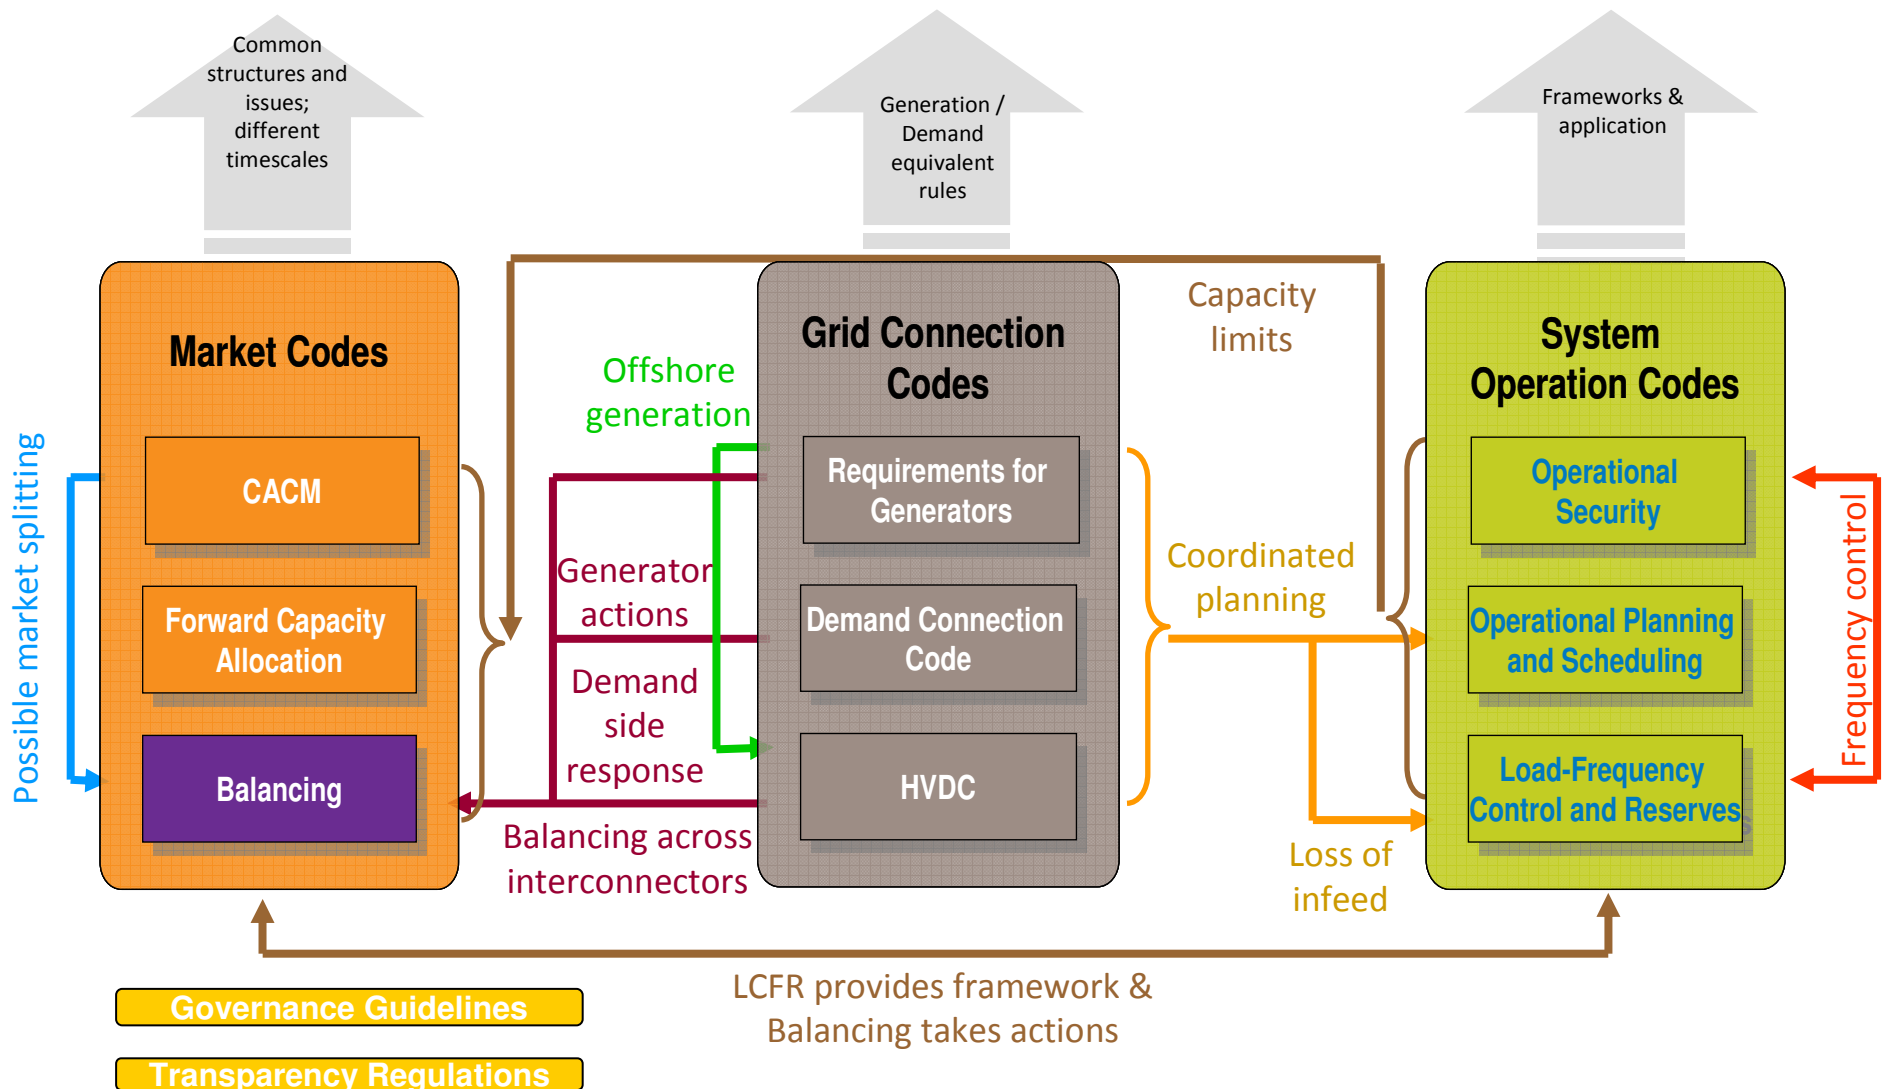 Common
structures and
issues;
different
timescales
Generation /
Demand
equivalent
rules
Frameworks &
application
Market Codes
CACM
Forward Capacity
Allocation
Balancing
Possible market splitting
Offshore
generation
Generator
actions
Demand
side
response
Balancing across
interconnectors
Grid Connection
Codes
Requirements for
Generators
Demand Connection
Code
HVDC
Capacity
limits
Coordinated
planning
Loss of
infeed
System
Operation Codes
Operational
Security
Operational Planning
and Scheduling
Load-Frequency
Control and Reserves
Frequency control
LCFR provides framework &
Balancing takes actions
Governance Guidelines
Transparency Regulations